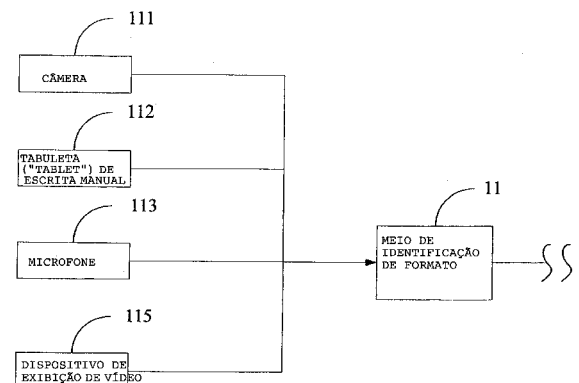 111
CÂMERA
112
TABULETA
("TABLET") DE
ESCRITA MANUAL
113
11
MICROFONE
MEIO DE
IDENTIFICAÇÃO
DE FORMATO
115
DISPOSITIVO DE
EXIBIÇÃO DE VÍDEO